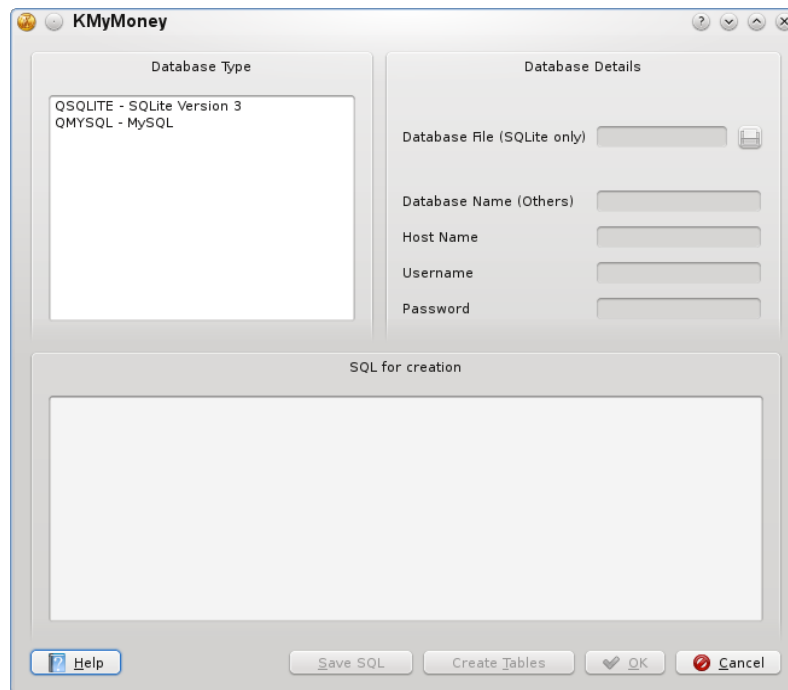 KMyMoney
Database Type
QSQLITE - SQLite Version 3
QMYSQL - MySQL
Database Details
Database File (SQLite only)
Database Name (Others)
Host Name
Username
Password
SQL for creation
Help
Save SQL
Create Tables
OK
Cancel